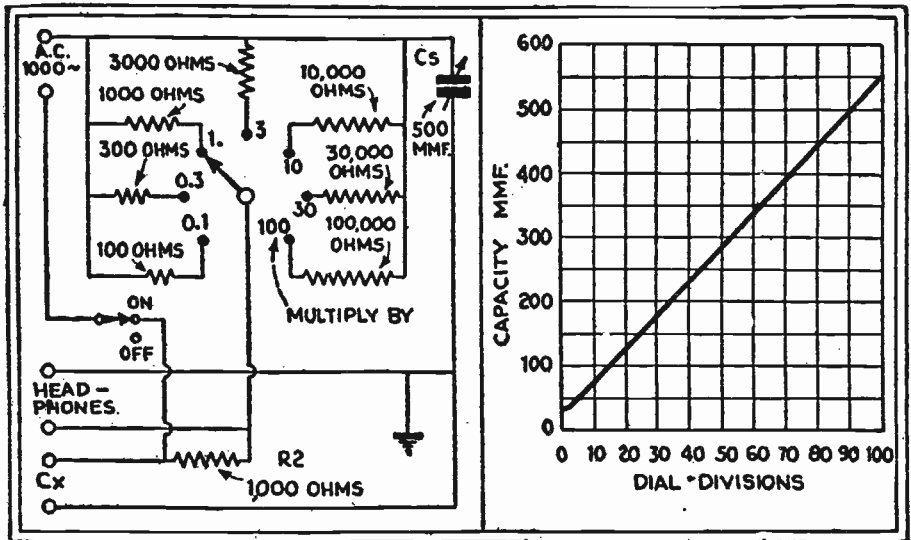 A.C.
1000~
3000 OHMS
1000 OHMS
300 OHMS
0.3
0.1
100 OHMS
1.
3
10,000
OHMS
10
30,000
OHMS
30
100
100,000
OHMS
MULTIPLY BY
Cs
500
MMF.
ON
OFF
HEAD-
PHONES.
Cx
R2
1,000 OHMS
CAPACITY MMF.
600
500
400
300
200
100
0
0 10 20 30 40 50 60 70 80 90 100
DIAL DIVISIONS